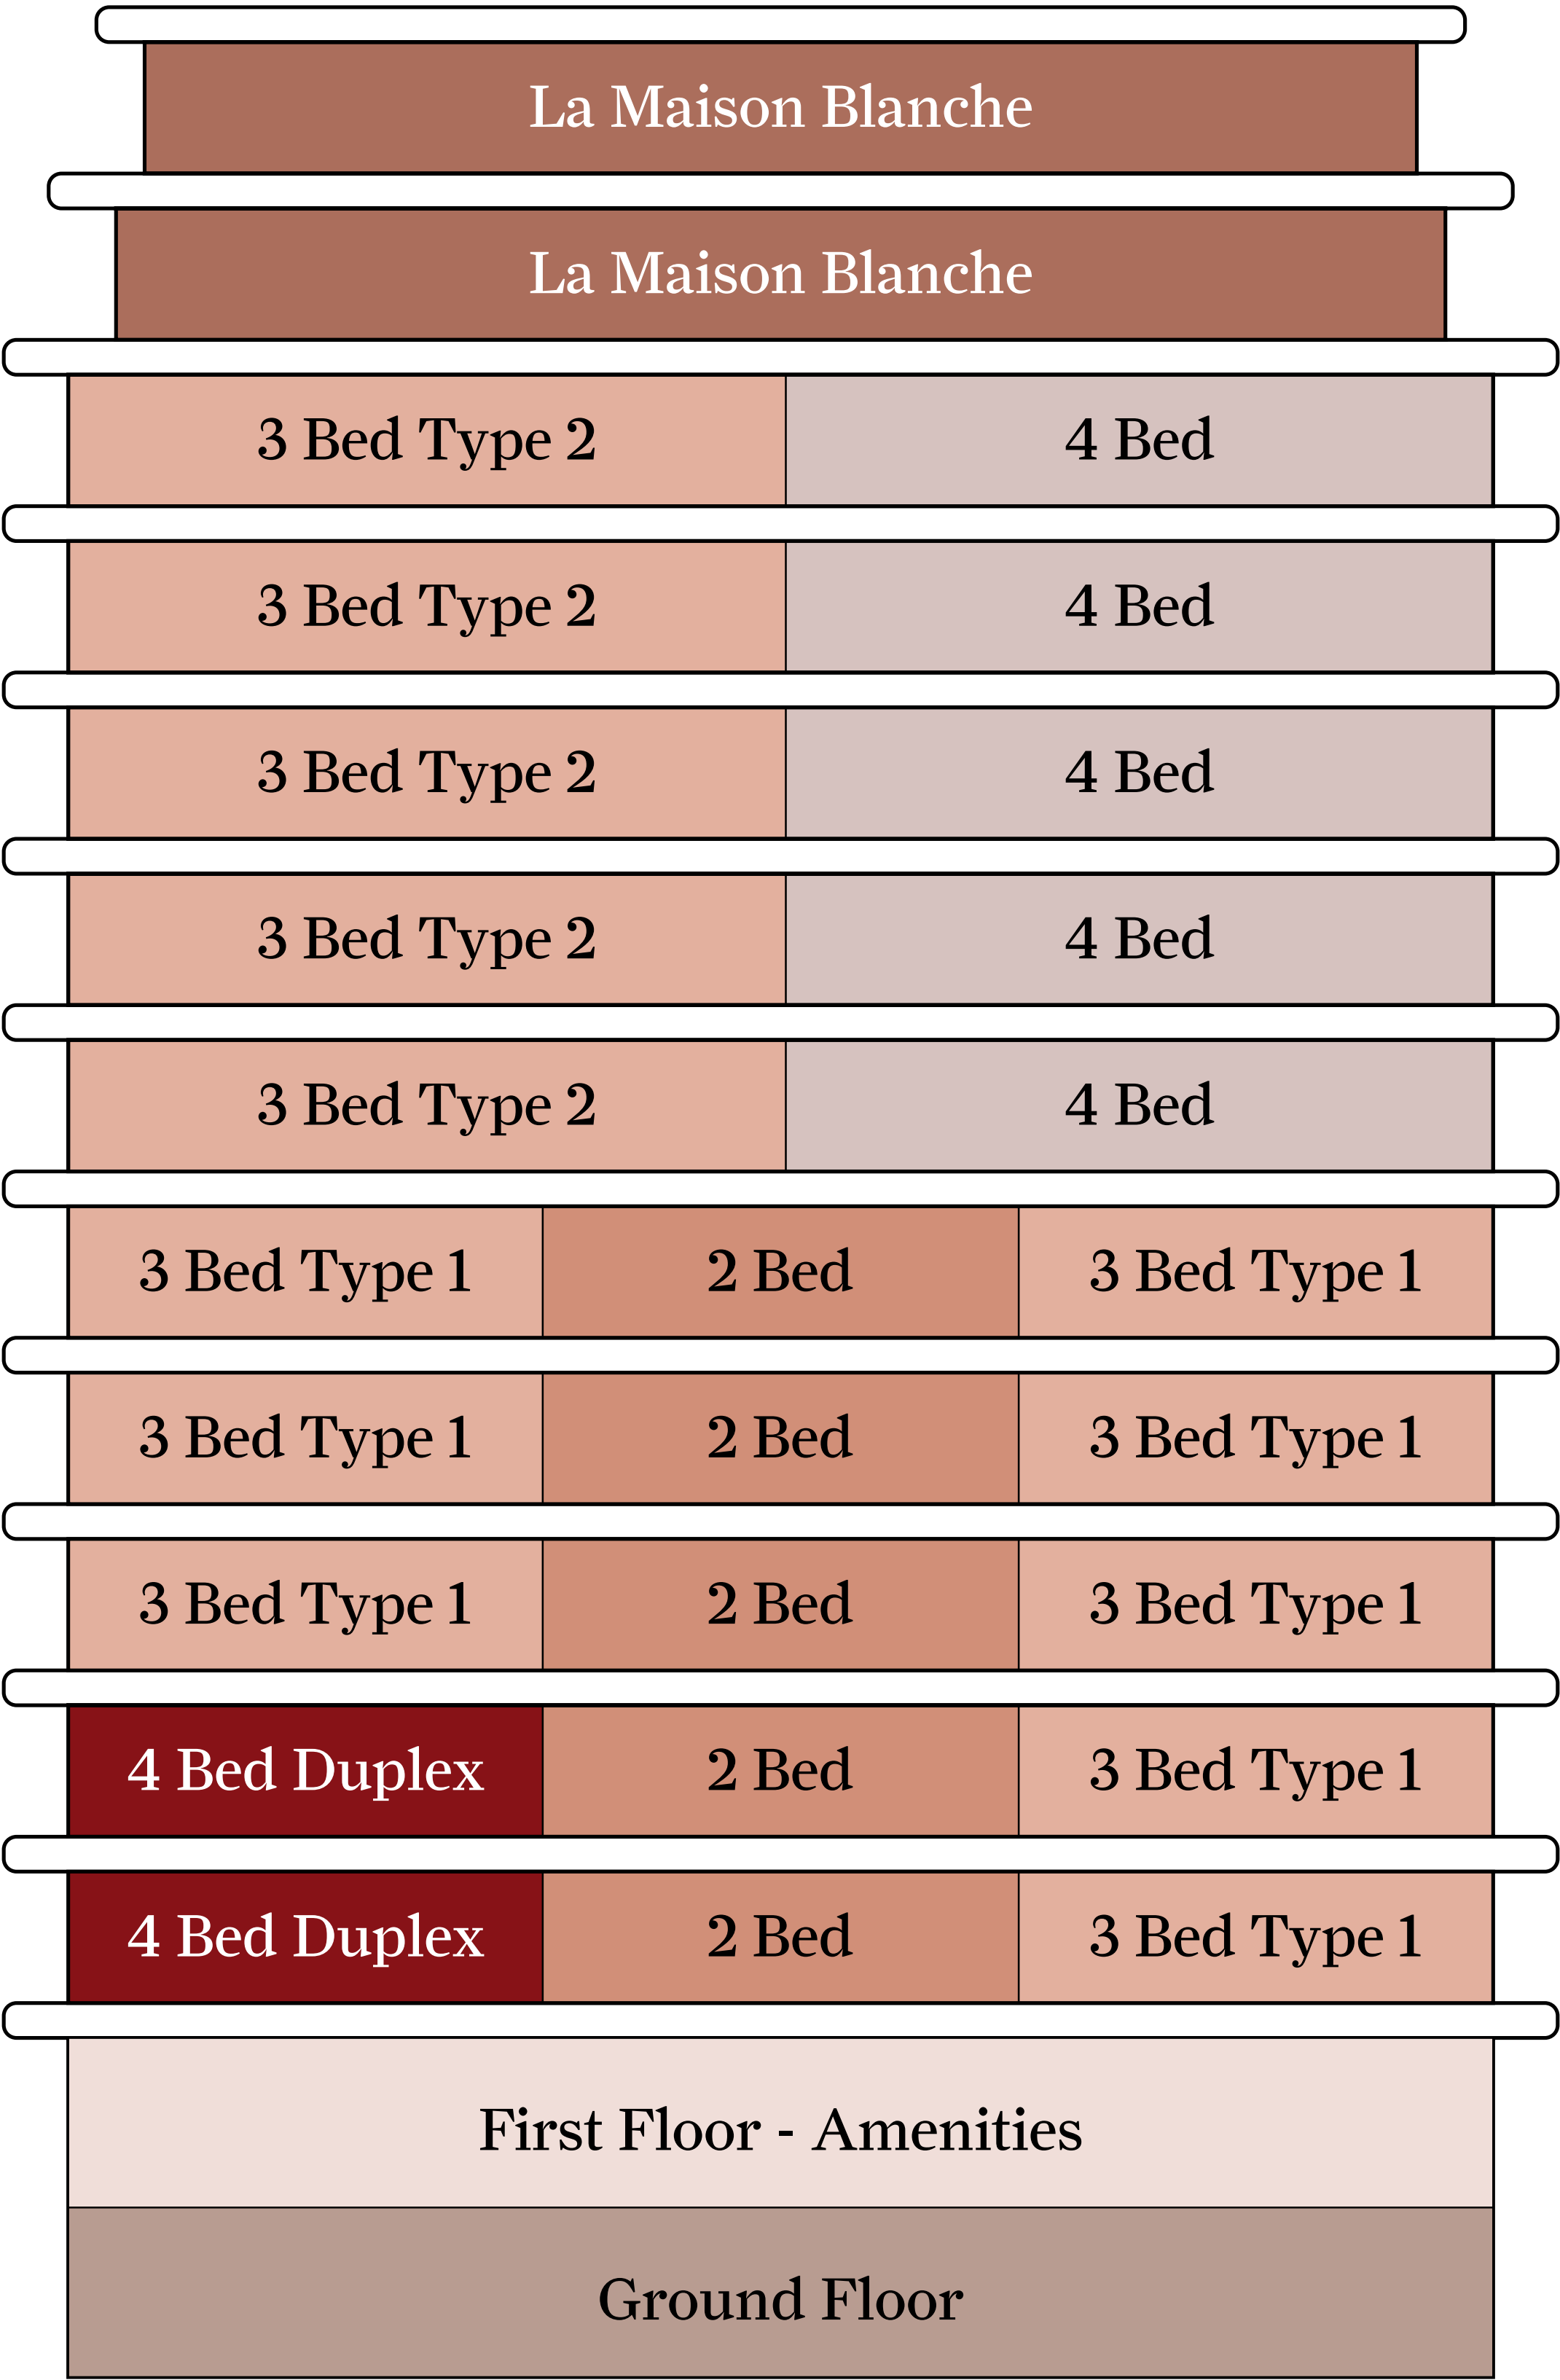 La Maison Blanche
La Maison Blanche
3 Bed Type 2 4 Bed
3 Bed Type 2 4 Bed
3 Bed Type 2 4 Bed
3 Bed Type 2 4 Bed
3 Bed Type 2 4 Bed
3 Bed Type 1 2 Bed 3 Bed Type 1
3 Bed Type 1 2 Bed 3 Bed Type 1
3 Bed Type 1 2 Bed 3 Bed Type 1
4 Bed Duplex 2 Bed 3 Bed Type 1
4 Bed Duplex 2 Bed 3 Bed Type 1
First Floor - Amenities
Ground Floor